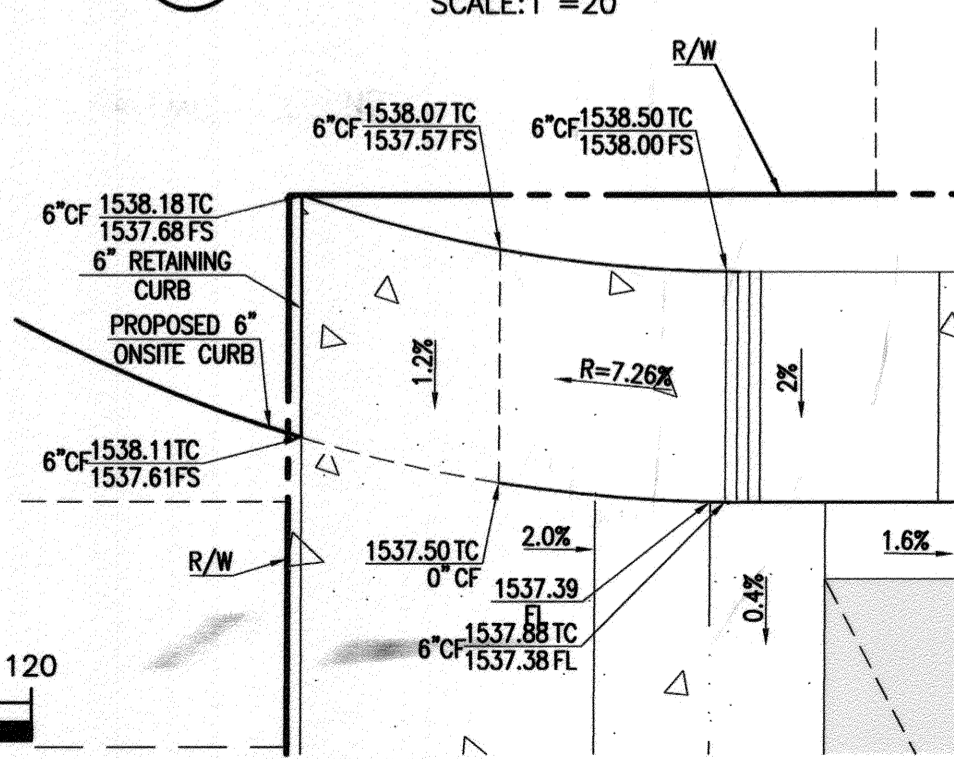 SCALE:1"=20'
R/W
6"CF 1538.07 TC
1537.57 FS
6"CF 1538.50 TC
1538.00 FS
6"CF 1538.18 TC
1537.68 FS
6" RETAINING
CURB
PROPOSED 6"
ONSITE CURB
1.2%
R=7.26%
2%
6"CF 1538.11TC
1537.61FS
R/W
1537.50 TC
0" CF
2.0%
1.6%
1537.39
FL
0.4%
6"CF 1537.88 TC
1537.38 FL
120